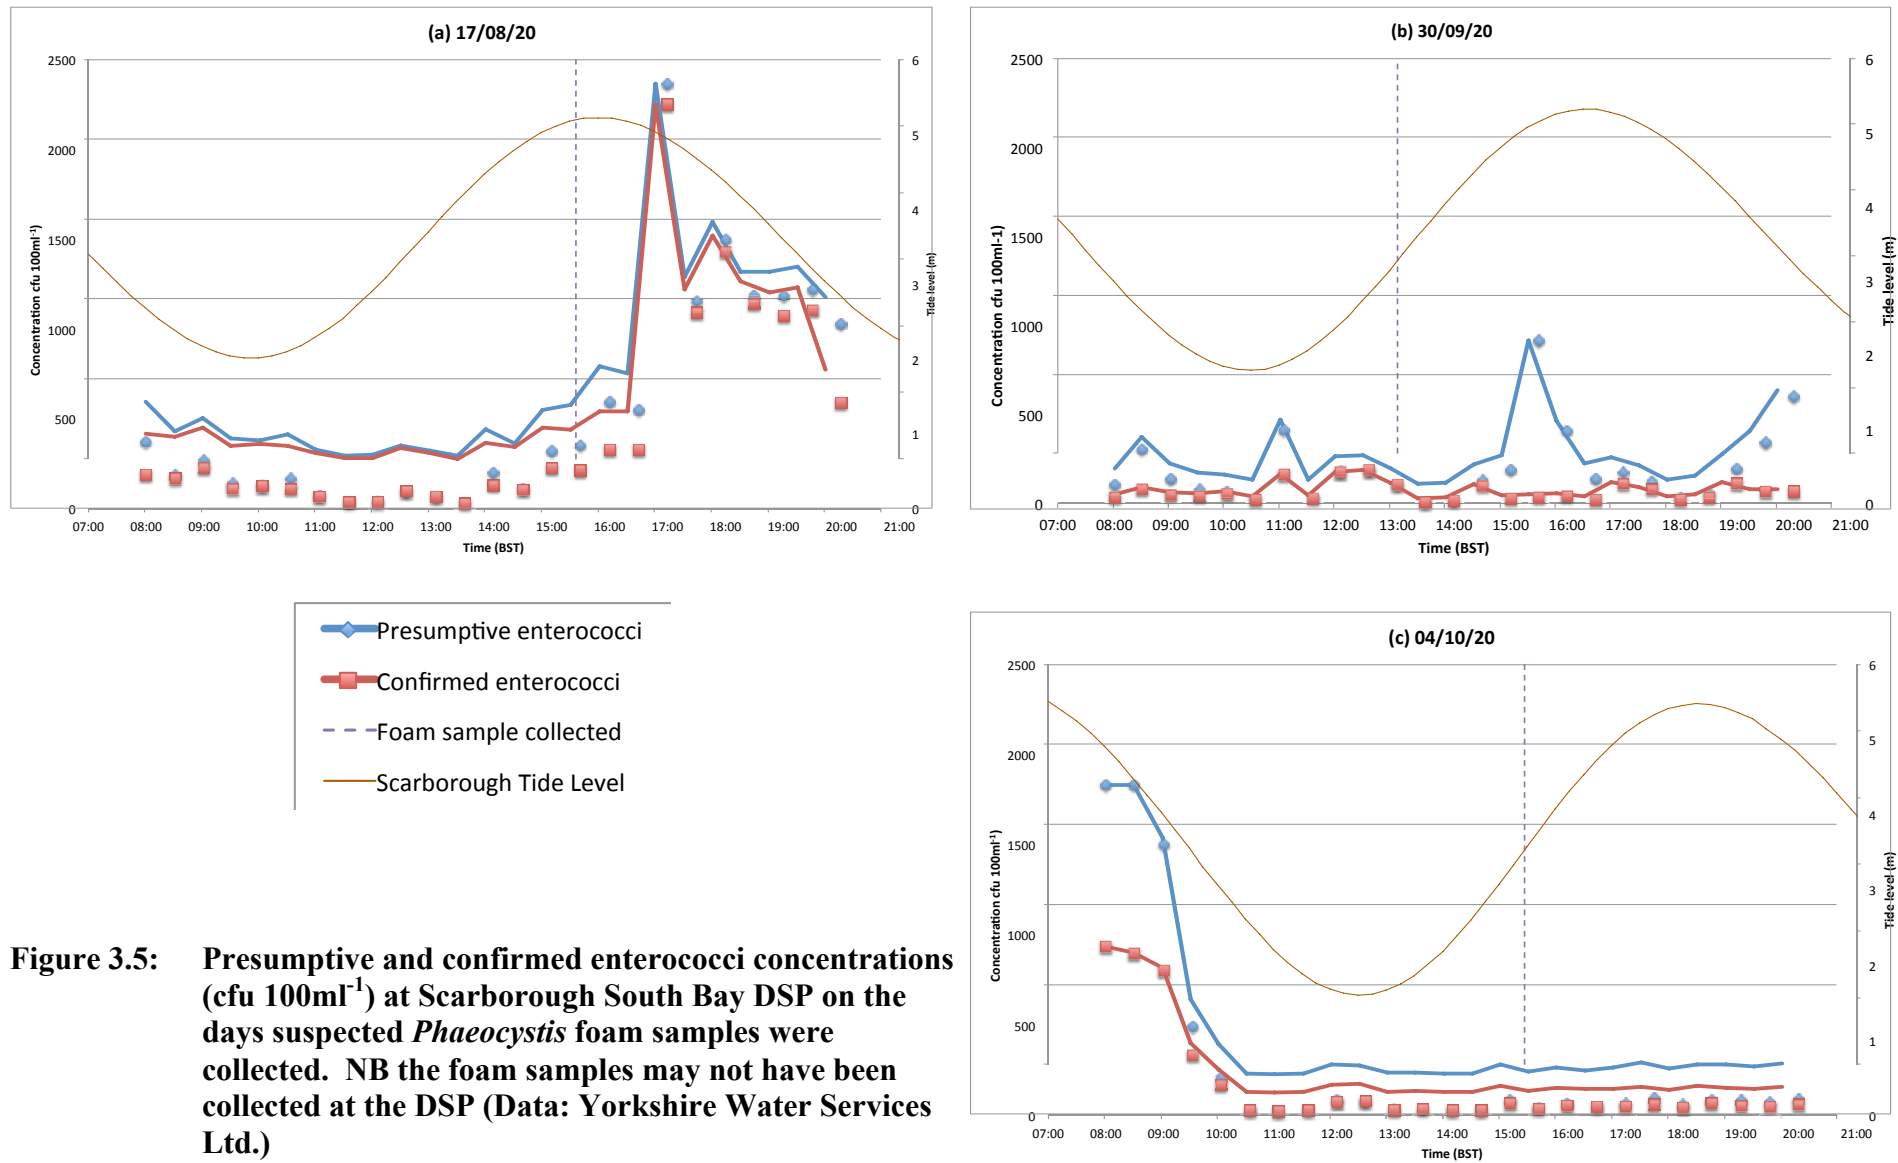 (a) 17/08/20
2500
2000
1500
1000
500
0
Concentration cfu 100ml-1)
6
5
4
3
2
1
0
Tide level (m)
07:00 08:00 09:00 10:00 11:00 12:00 13:00 14:00 15:00 16:00 17:00 18:00 19:00 20:00 21:00
Time (BST)
(b) 30/09/20
2500
2000
1500
1000
500
0
Concentration cfu 100ml-1)
6
5
4
3
2
1
0
Tide level (m)
07:00 08:00 09:00 10:00 11:00 12:00 13:00 14:00 15:00 16:00 17:00 18:00 19:00 20:00 21:00
Time (BST)
Presumptive enterococci
Confirmed enterococci
Foam sample collected
Scarborough Tide Level
(c) 04/10/20
2500
2000
1500
1000
500
0
Concentration cfu 100ml-1)
6
5
4
3
2
1
0
Tide level (m)
07:00 08:00 09:00 10:00 11:00 12:00 13:00 14:00 15:00 16:00 17:00 18:00 19:00 20:00 21:00
Time (BST)
Figure 3.5: Presumptive and confirmed enterococci concentrations
(cfu 100ml-1) at Scarborough South Bay DSP on the
days suspected Phaeocystis foam samples were
collected. NB the foam samples may not have been
collected at the DSP (Data: Yorkshire Water Services
Ltd.)